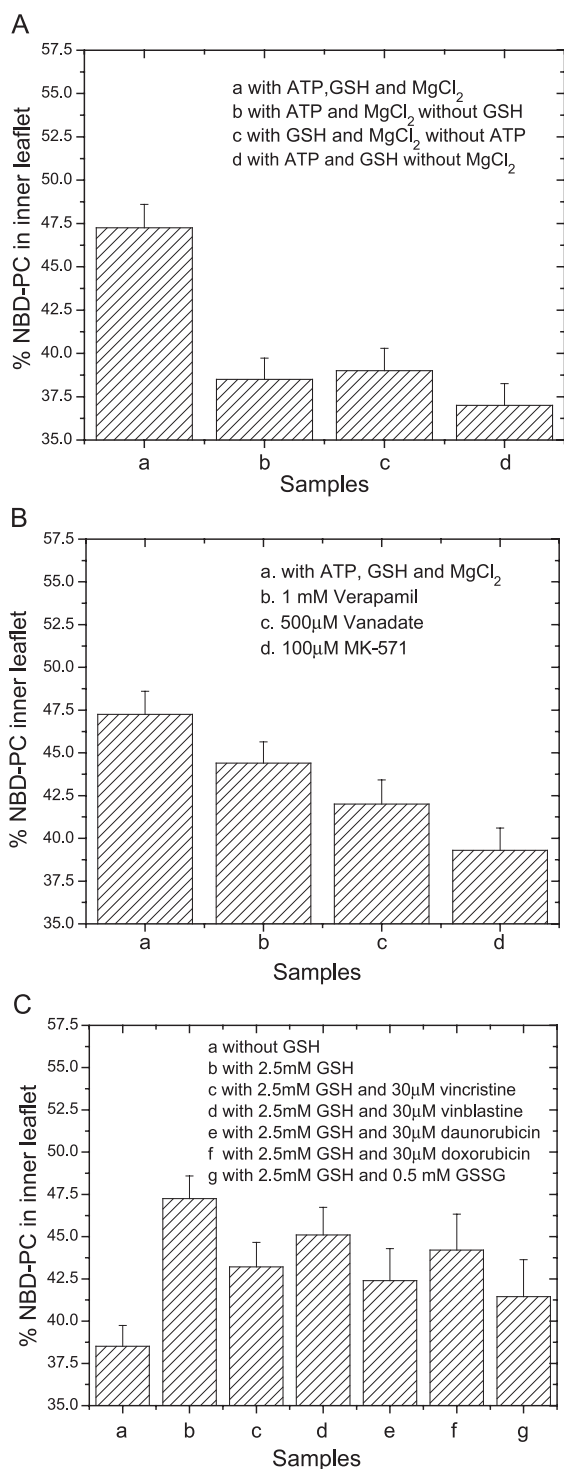 A
57.5
55.0
52.5
50.0
47.5
45.0
42.5
40.0
37.5
35.0
% NBD-PC in inner leaflet
a with ATP,GSH and MgCl2
b with ATP and MgCl2 without GSH
c with GSH and MgCl2 without ATP
d with ATP and GSH without MgCl2
a b c d
Samples
B
57.5
55.0
52.5
50.0
47.5
45.0
42.5
40.0
37.5
35.0
% NBD-PC inner leaflet
a. with ATP, GSH and MgCl2
b. 1 mM Verapamil
c. 500μM Vanadate
d. 100μM MK-571
a b c d
Samples
C
57.5
55.0
52.5
50.0
47.5
45.0
42.5
40.0
37.5
35.0
% NBD-PC in inner leaflet
a without GSH
b with 2.5mM GSH
c with 2.5mM GSH and 30μM vincristine
d with 2.5mM GSH and 30μM vinblastine
e with 2.5mM GSH and 30μM daunorubicin
f with 2.5mM GSH and 30μM doxorubicin
g with 2.5mM GSH and 0.5 mM GSSG
a b c d e f g
Samples